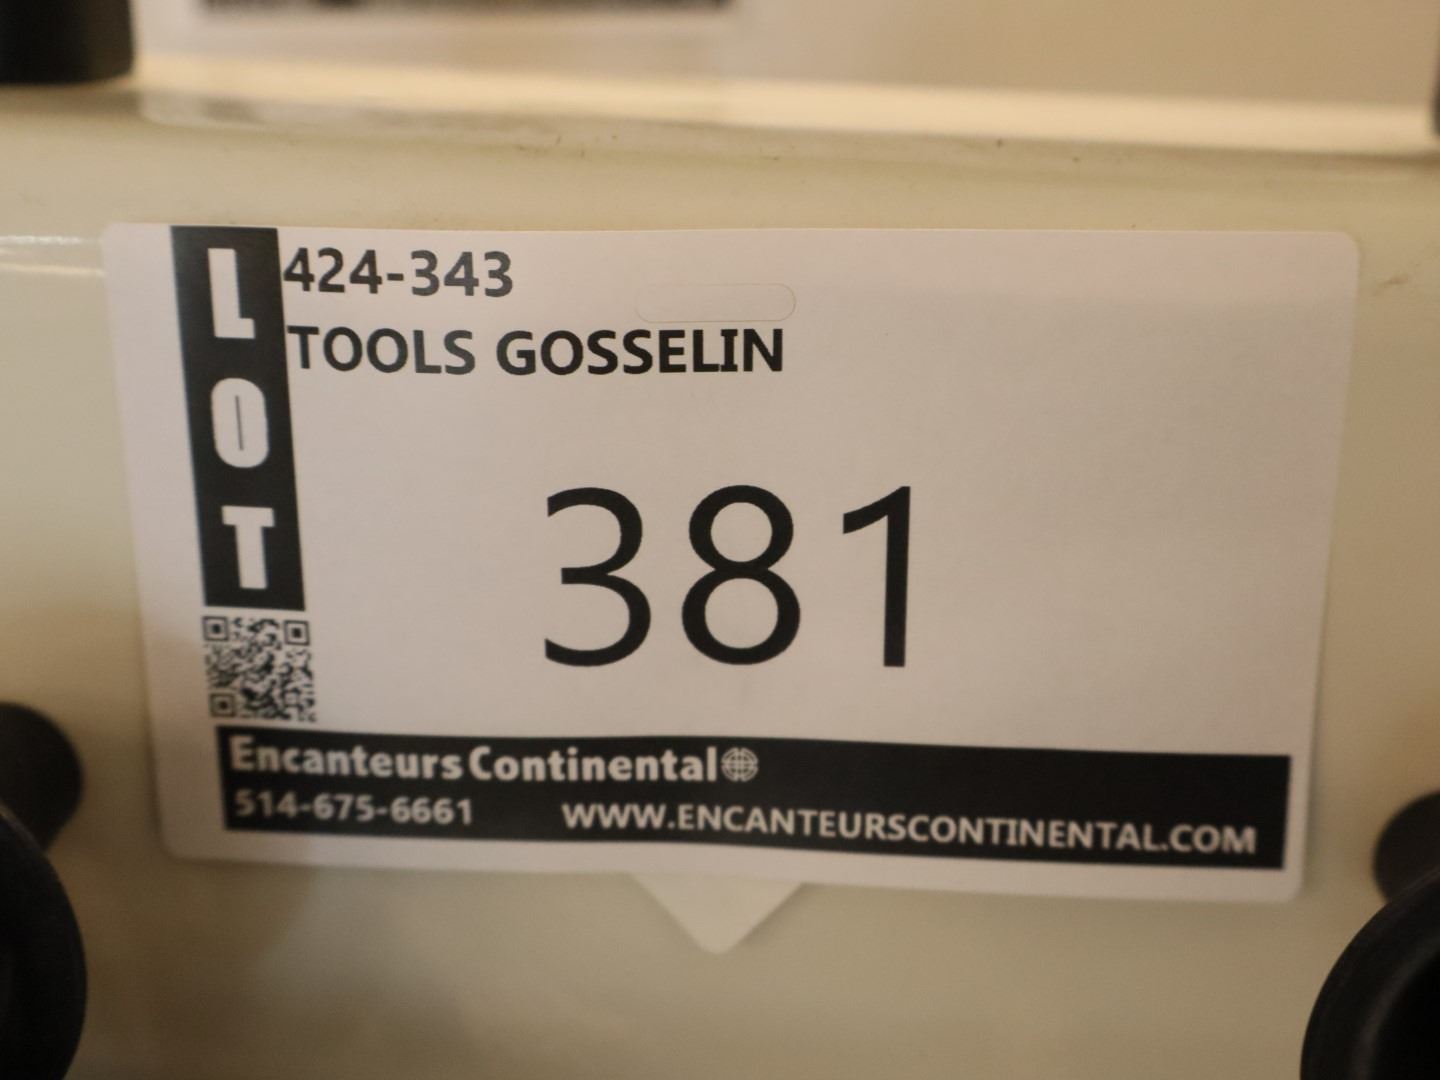 LOT
424-343
TOOLS GOSSELIN
381
Encanteurs Continental
514-675-6661 WWW.ENCANTEURSCONTINENTAL.COM